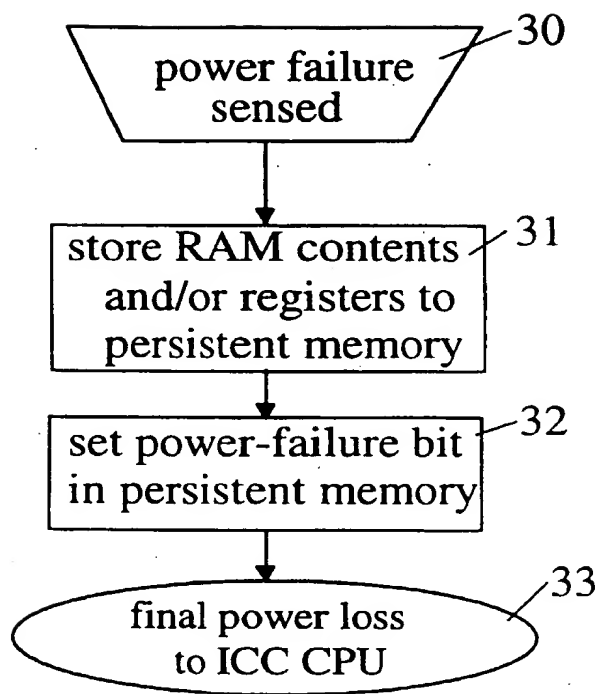 30
power failure
sensed
31
store RAM contents
and/or registers to
persistent memory
32
set power-failure bit
in persistent memory
33
final power loss
to ICC CPU